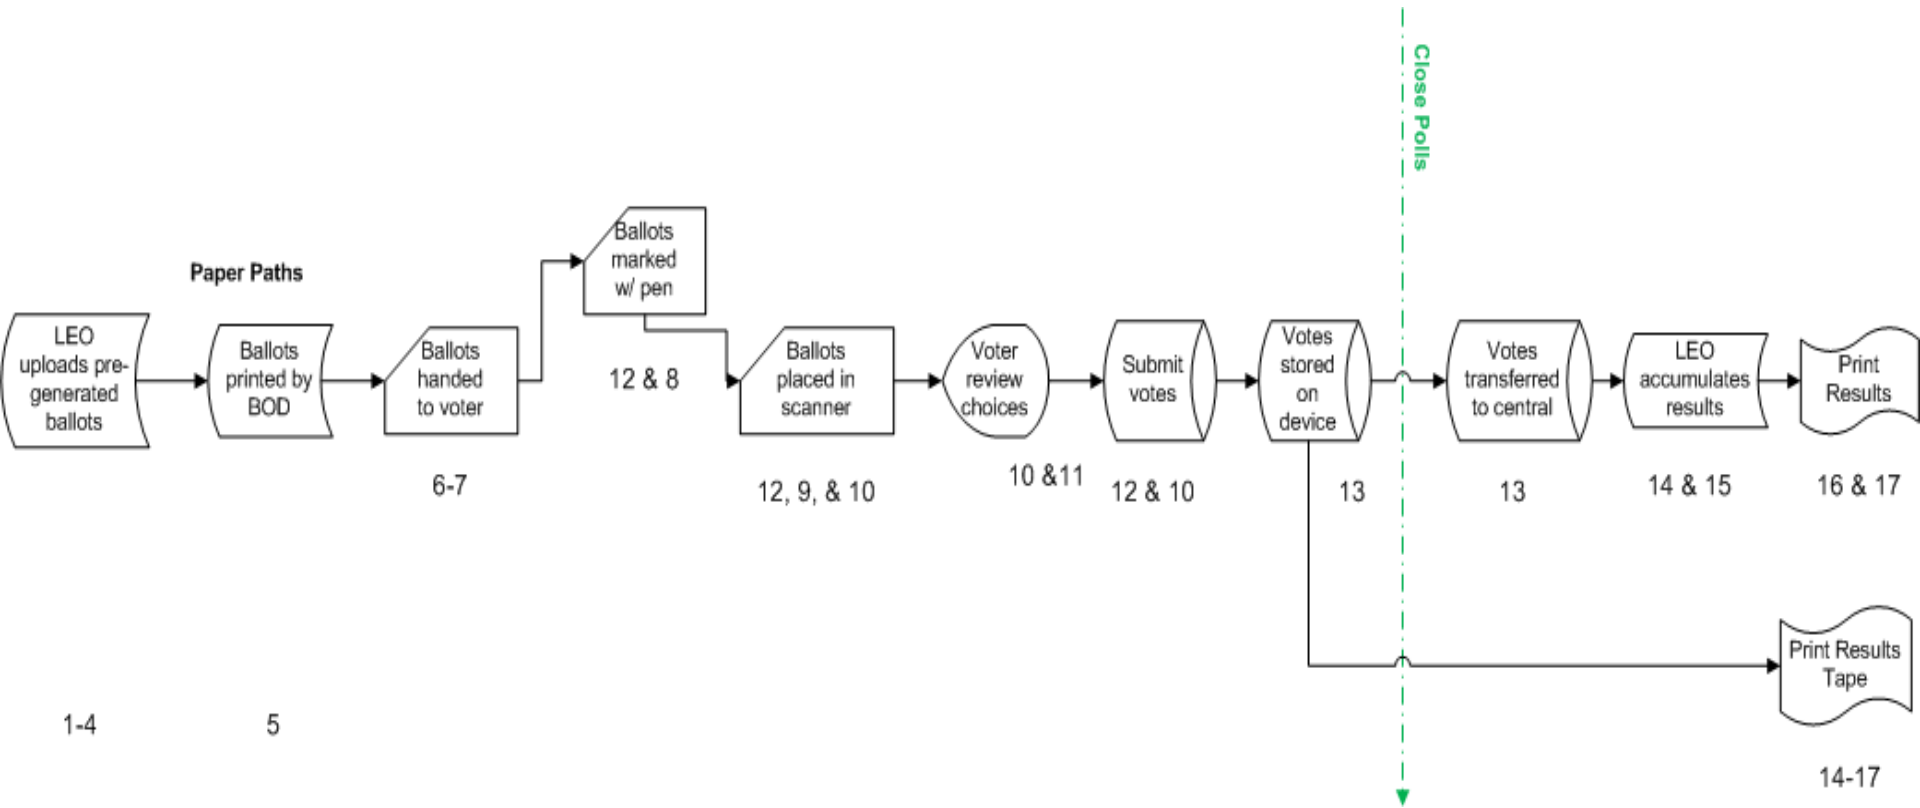 Close Polls
Paper Paths
LEO
uploads pre-
generated
ballots
Ballots
printed by
BOD
Ballots
handed
to voter
Ballots
marked
w/ pen
Ballots
placed in
scanner
Voter
review
choices
Submit
votes
Votes
stored
on
device
Votes
transferred
to central
LEO
accumulates
results
Print
Results
12 & 8
6-7
12, 9, & 10
10 &11
12 & 10
13
13
14 & 15
16 & 17
Print Results
Tape
1-4
5
14-17